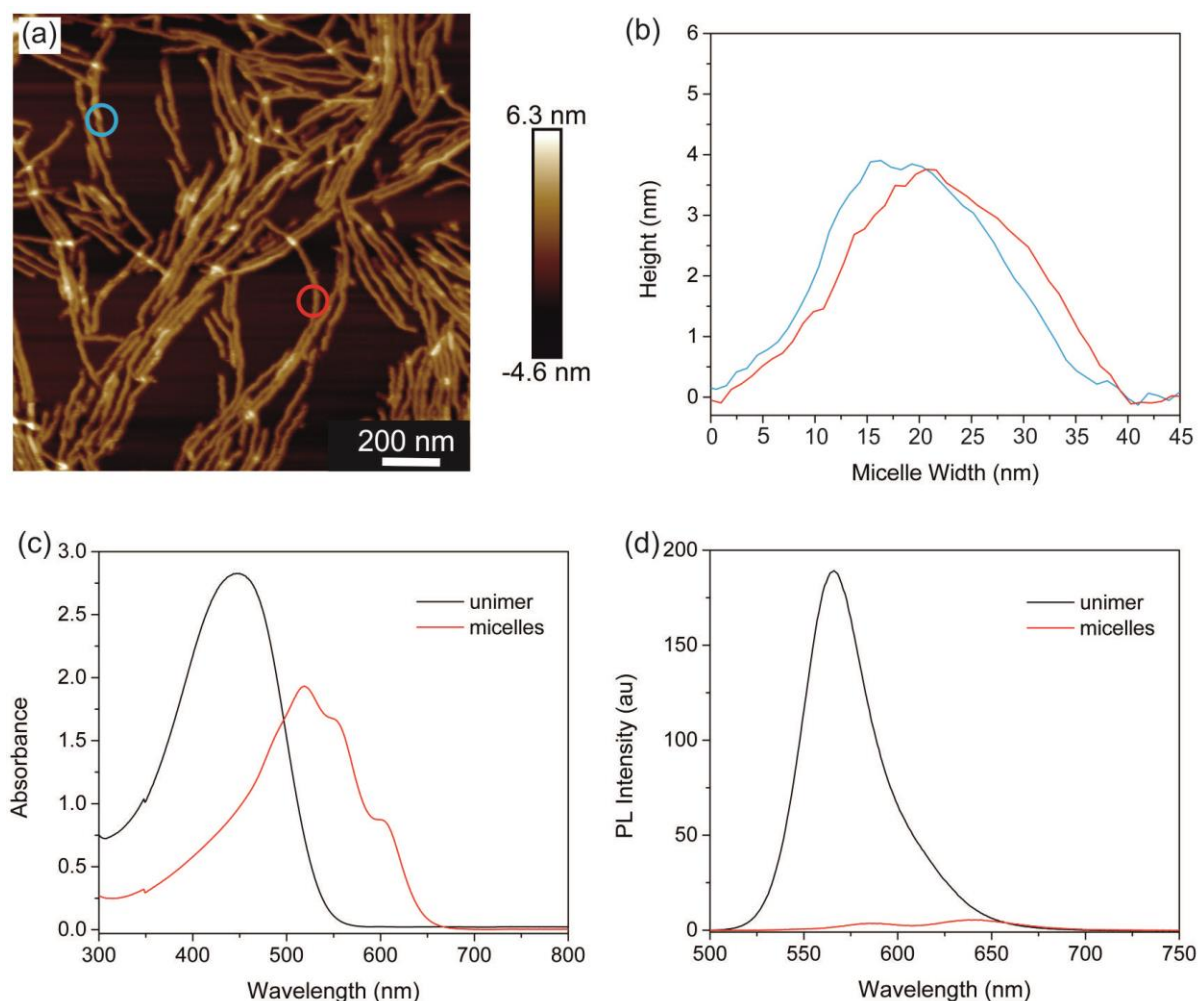 (a)
6.3 nm
-4.6 nm
200 nm
(b)
6
5
4
3
2
1
0
Height (nm)
0 5 10 15 20 25 30 35 40 45
Micelle Width (nm)
(c)
3.0
2.5
2.0
1.5
1.0
0.5
0.0
Absorbance
unimer
micelles
300 400 500 600 700 800
Wavelength (nm)
(d)
200
150
100
50
0
PL Intensity (au)
unimer
micelles
500 550 600 650 700 750
Wavelength (nm)